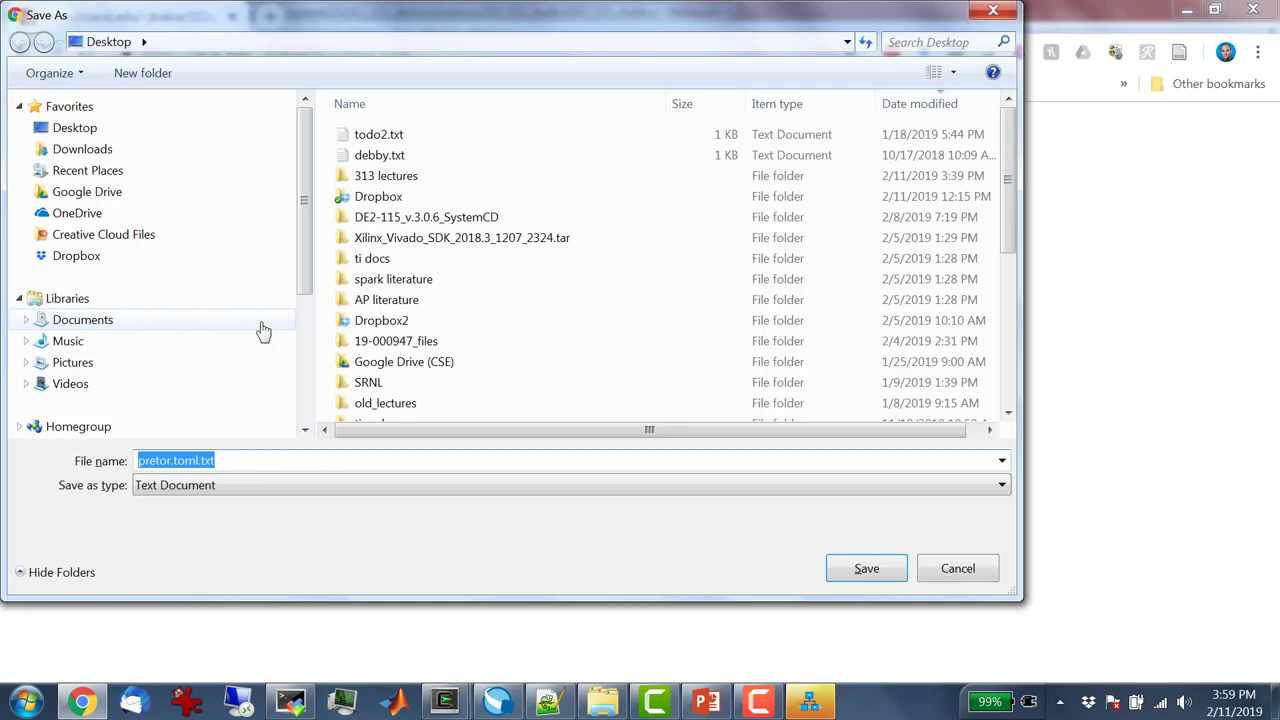 Save As
Desktop
Search Desktop
Organize
New folder
Other bookmarks
Favorites
Desktop
Downloads
Recent Places
Google Drive
OneDrive
Creative Cloud Files
Dropbox
Libraries
Documents
Music
Pictures
Videos
Homegroup
Name Size Item type Date modified
todo2.txt 1 KB Text Document 1/18/2019 5:44 PM
debby.txt 1 KB Text Document 10/17/2018 10:09 A...
313 lectures File folder 2/11/2019 3:39 PM
Dropbox File folder 2/11/2019 12:15 PM
DE2-115_v.3.0.6_SystemCD File folder 2/8/2019 7:19 PM
Xilinx_Vivado_SDK_2018.3_1207_2324.tar File folder 2/5/2019 1:29 PM
ti docs File folder 2/5/2019 1:28 PM
spark literature File folder 2/5/2019 1:28 PM
AP literature File folder 2/5/2019 1:28 PM
Dropbox2 File folder 2/5/2019 10:10 AM
19-000947_files File folder 2/4/2019 2:31 PM
Google Drive (CSE) File folder 1/25/2019 9:00 AM
SRNL File folder 1/9/2019 1:39 PM
old_lectures File folder 1/8/2019 9:15 AM
File name: pretor.toml.txt
Save as type: Text Document
Hide Folders
Save
Cancel
99%
3:59 PM
2/11/2019